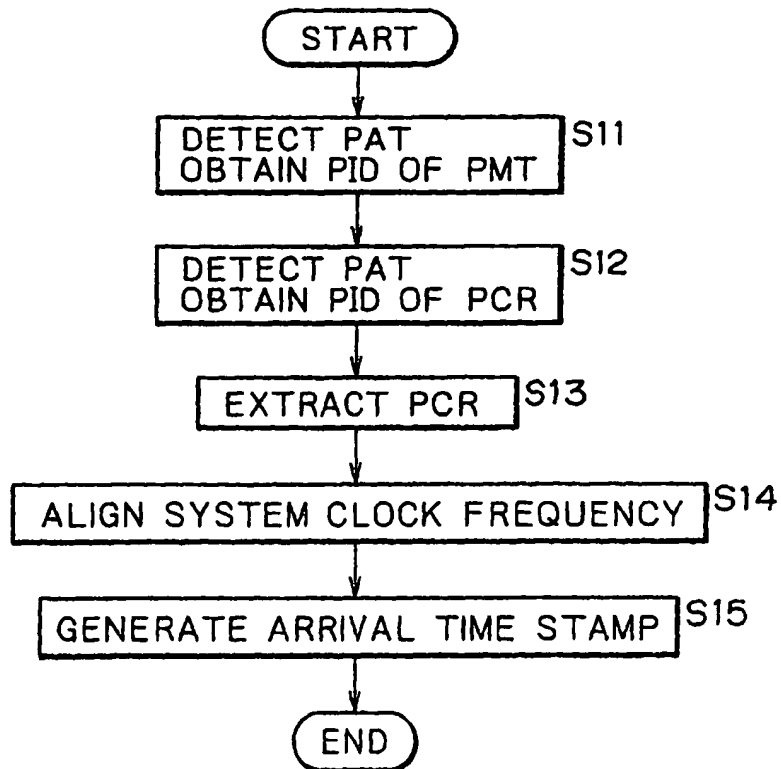 START
DETECT PAT
OBTAIN PID OF PMT
S11
DETECT PAT
OBTAIN PID OF PCR
S12
EXTRACT PCR
S13
ALIGN SYSTEM CLOCK FREQUENCY
S14
GENERATE ARRIVAL TIME STAMP
S15
END